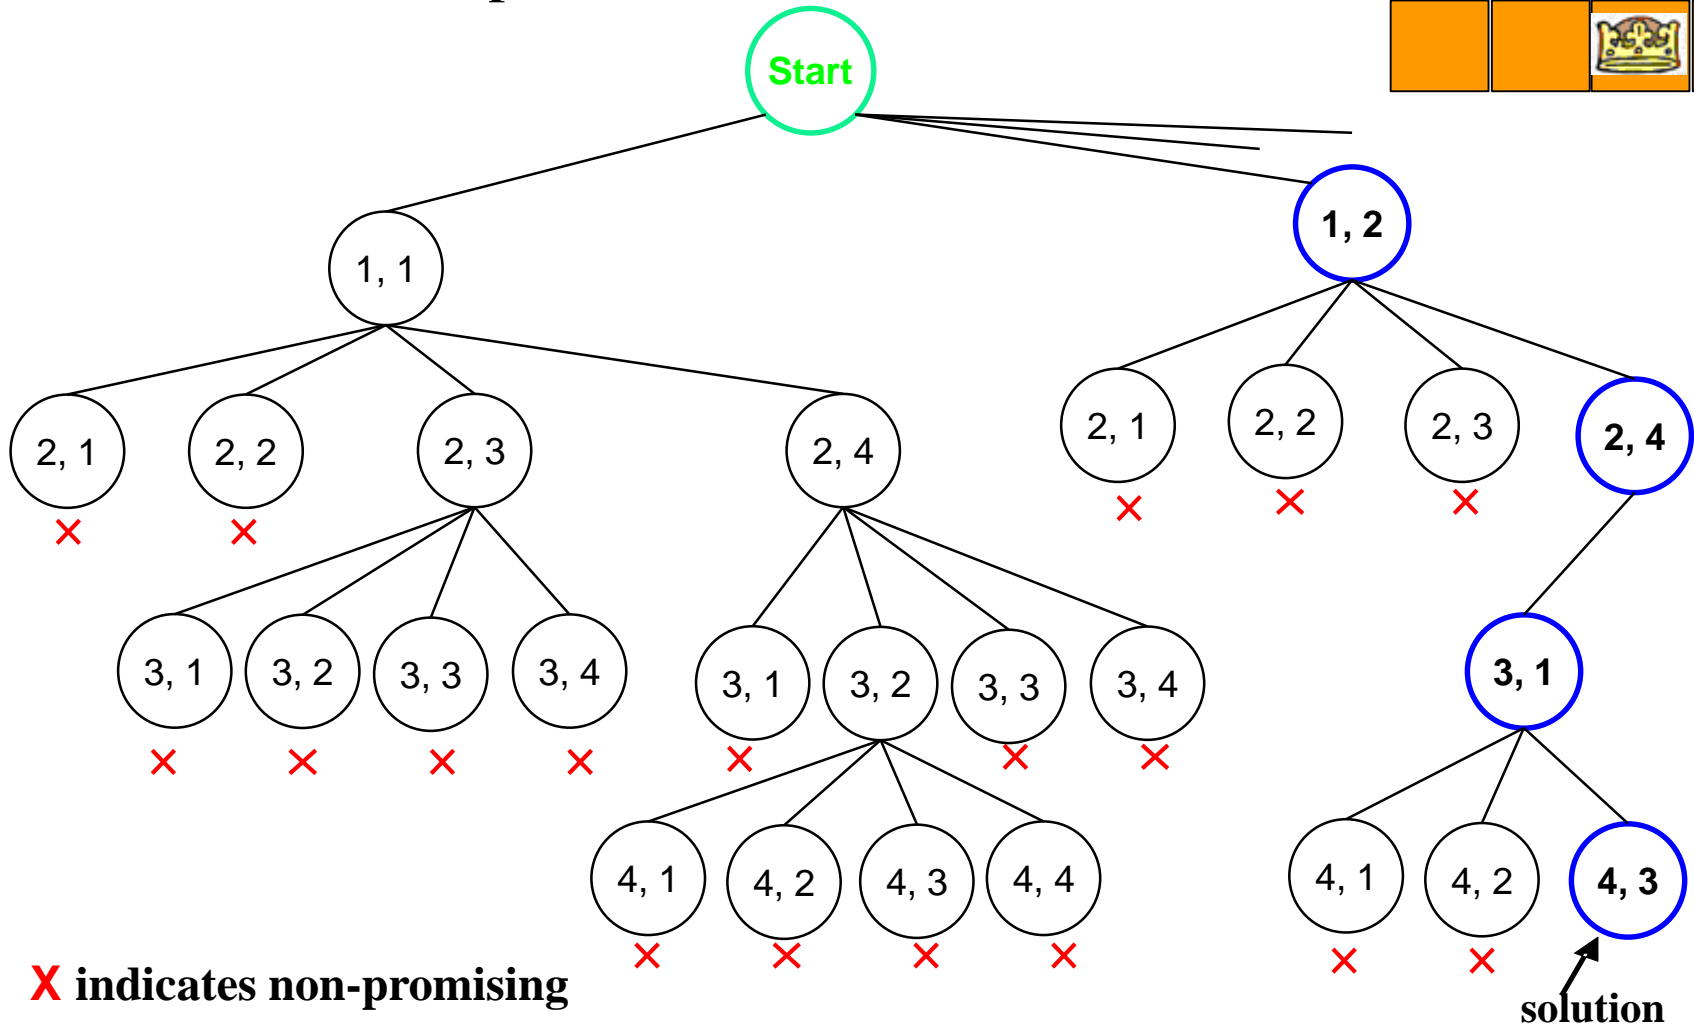 Start
1, 2
1, 1
2, 1 2, 2 2, 3 2, 4
2, 1 2, 2 2, 3 2, 4
3, 1 3, 2 3, 3 3, 4
3, 1 3, 2 3, 3 3, 4
3, 1
4, 1 4, 2 4, 3 4, 4
4, 1 4, 2 4, 3
X indicates non-promising
solution